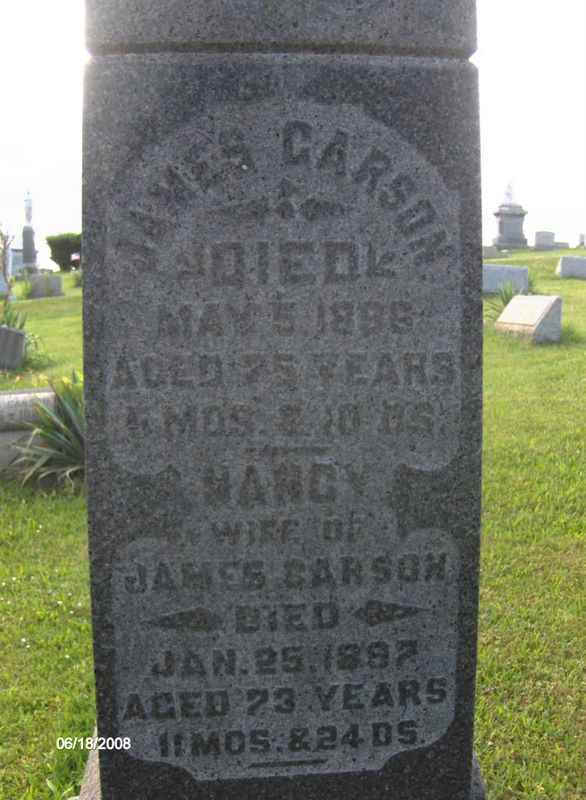 JAMES CARSON
DIED
MAY 5, 1896
AGED 75 YEARS
MOS. & 10 DS.
NANCY
WIFE OF
JAMES CARSON
DIED
JAN. 25, 1897
AGED 73 YEARS
11 MOS. & 24 DS.
06/18/2008